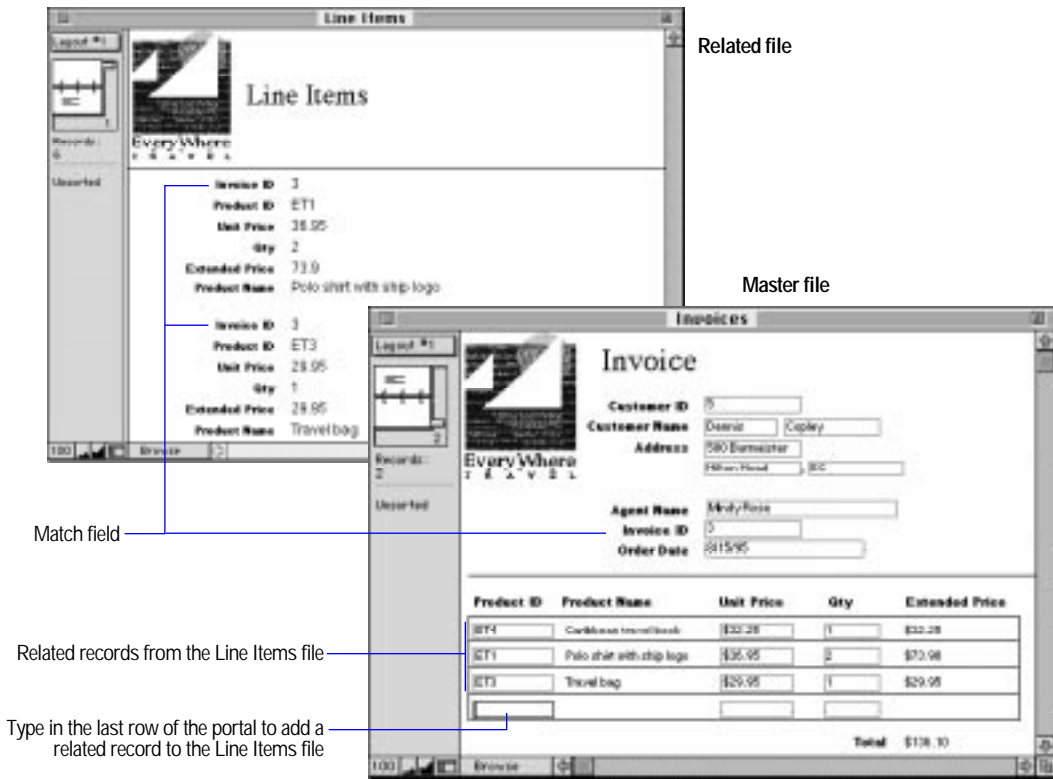 Line Items
Related file
Layout #1
Line Items
1
Records:
6
EveryWhere
TRAVEL
Unsorted
Invoice ID 3
Product ID ET1
Unit Price 36.95
Qty 2
Extended Price 73.9
Product Name Polo shirt with ship logo
Invoice ID 3
Product ID ET3
Unit Price 29.95
Qty 1
Extended Price 29.95
Product Name Travel bag
100 Browse
Master file
Invoices
Layout #1
Invoice
2
Records:
2
EveryWhere
TRAVEL
Unsorted
Customer ID 5
Customer Name Dennis Copley
Address 580 Burmeister
Hilton Head , SC
Agent Name Mindy Rose
Invoice ID 3
Order Date 8/15/95
Match field
Product ID Product Name Unit Price Qty Extended Price
ET4 Caribbean travel book $32.25 1 $32.25
ET1 Polo shirt with ship logo $36.95 2 $73.90
ET3 Travel bag $29.95 1 $29.95
Related records from the Line Items file
Type in the last row of the portal to add a
related record to the Line Items file
Total $136.10
100 Browse